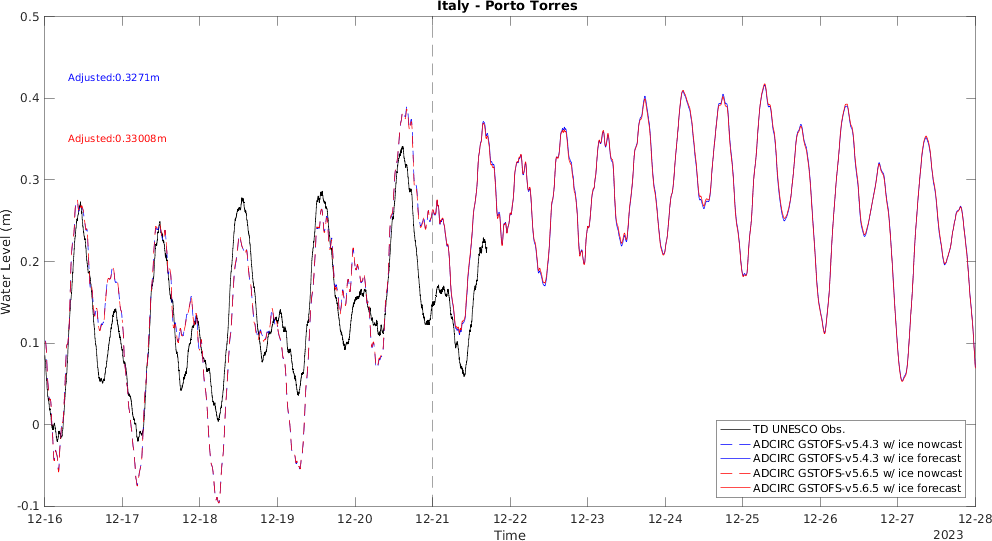 Italy - Porto Torres
0.5
0.4
0.3
0.2
0.1
0
-0.1
Water Level (m)
Adjusted:0.3271m
Adjusted:0.33008m
TD UNESCO Obs.
ADCIRC GSTOFS-v5.4.3 w/ ice nowcast
ADCIRC GSTOFS-v5.4.3 w/ ice forecast
ADCIRC GSTOFS-v5.6.5 w/ ice nowcast
ADCIRC GSTOFS-v5.6.5 w/ ice forecast
12-16 12-17 12-18 12-19 12-20 12-21 12-22 12-23 12-24 12-25 12-26 12-27 12-28
Time
2023